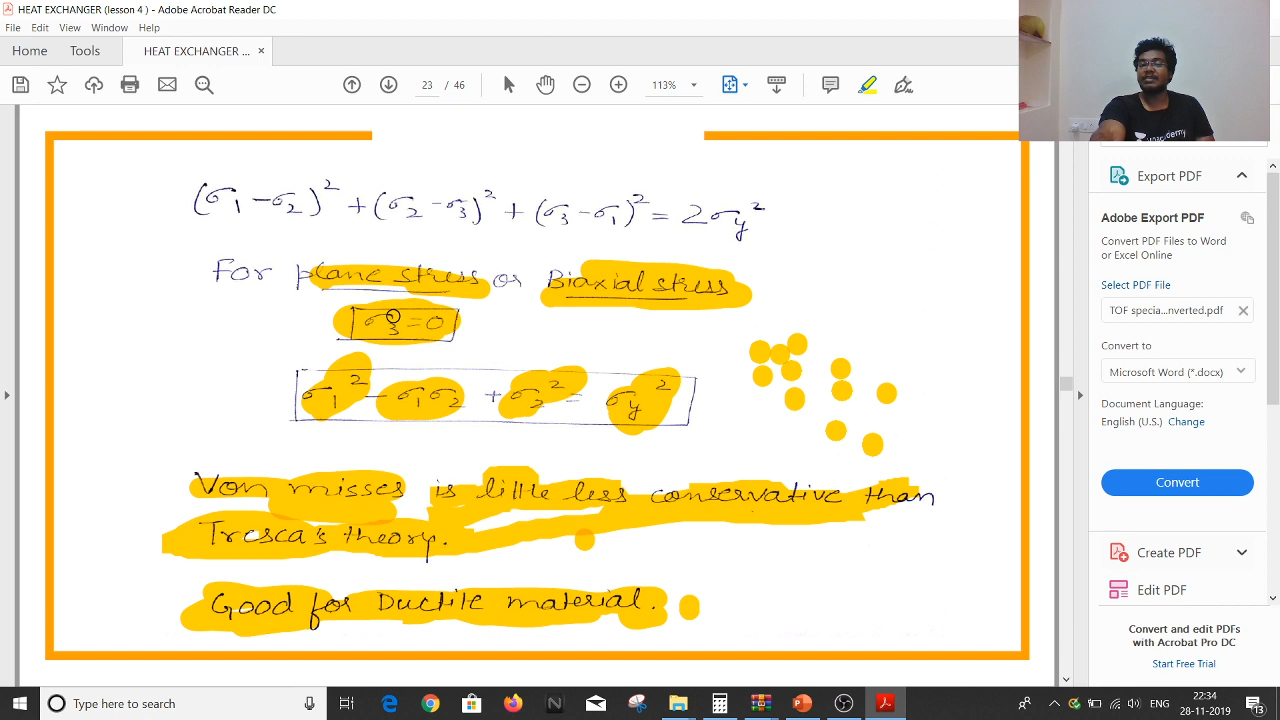 HEAT EXCHANGER (lesson 4 ) - Adobe Acrobat Reader DC
File Edit View Window Help
Home Tools HEAT EXCHANGER ... ×
23 / 46 113%
(σ1 - σ2)² + (σ2 - σ3)² + (σ3 - σ1)² = 2σy²
For plane stress or Biaxial stress
σ3 = 0
σ1² - σ1σ2 + σ2² = σy²
Von misses is little less conservative than
Tresca's theory.
Good for Ductile material.
Export PDF
Adobe Export PDF
Convert PDF Files to Word
or Excel Online
Select PDF File
TOF specia...nverted.pdf
Convert to
Microsoft Word (*.docx)
Document Language:
English (U.S.) Change
Convert
Create PDF
Edit PDF
Convert and edit PDFs
with Acrobat Pro DC
Start Free Trial
Type here to search
ENG
22:34
28-11-2019